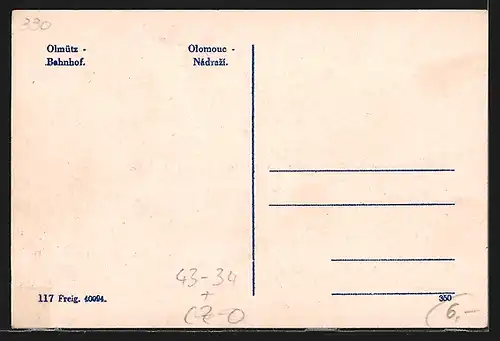 330
Olmütz -
Bahnhof.
Olomouc -
Nádraží.
43-34
+
CZ-O
117 Freig. 40094.
350
6,-